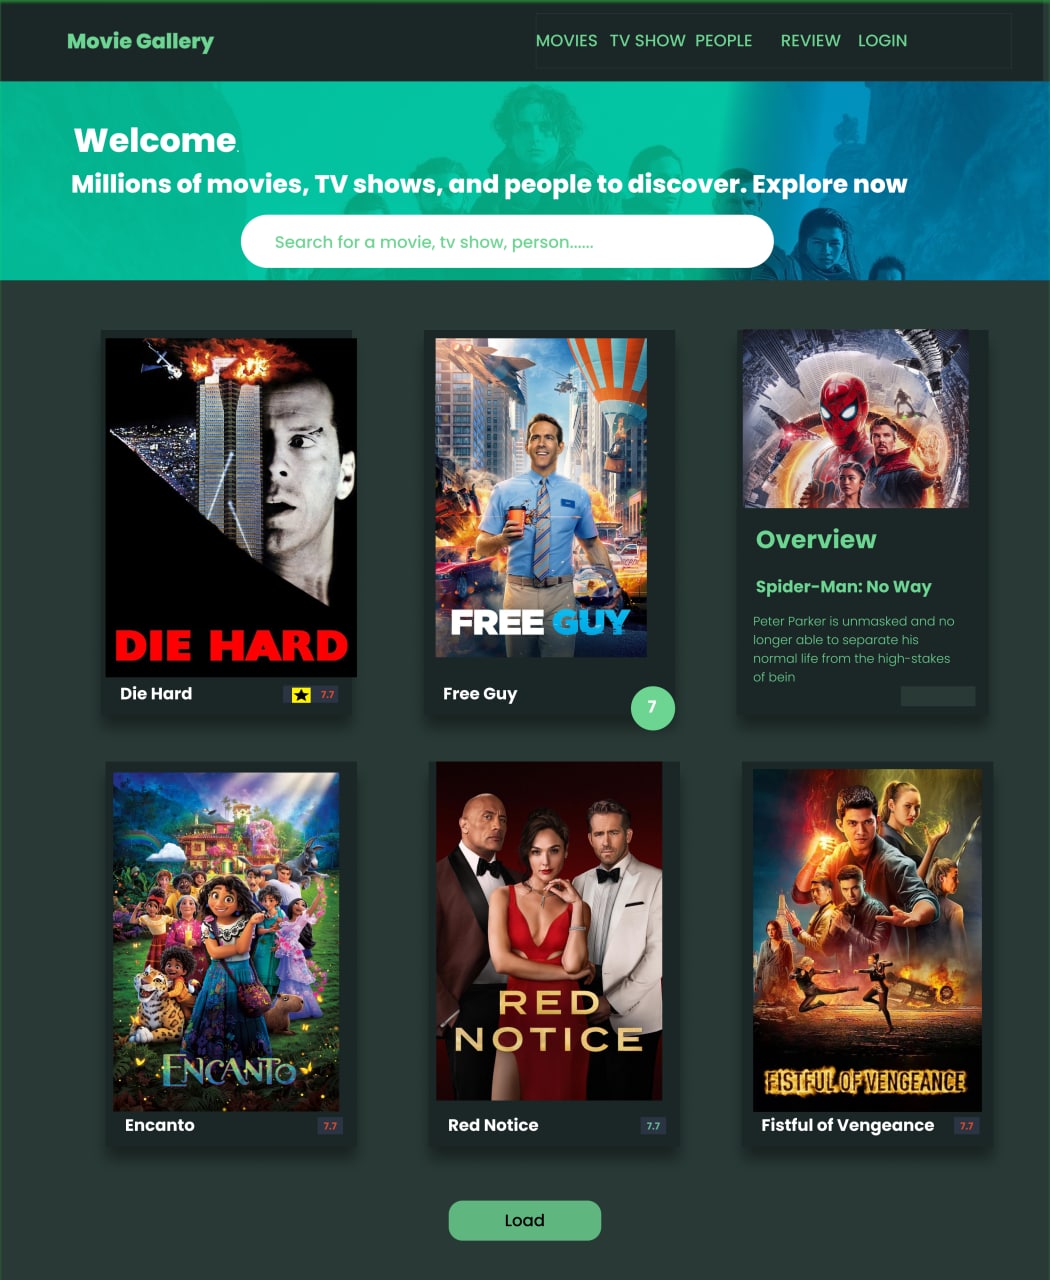 Movie Gallery
MOVIES TV SHOW PEOPLE REVIEW LOGIN
Welcome.
Millions of movies, TV shows, and people to discover. Explore now
Search for a movie, tv show, person......
DIE HARD
Die Hard
7.7
FREE GUY
Free Guy
7
Overview
Spider-Man: No Way
Peter Parker is unmasked and no
longer able to separate his
normal life from the high-stakes
of bein
ENCANTO
Encanto
7.7
RED
NOTICE
Red Notice
7.7
FISTFUL OF VENGEANCE
Fistful of Vengeance
7.7
Load